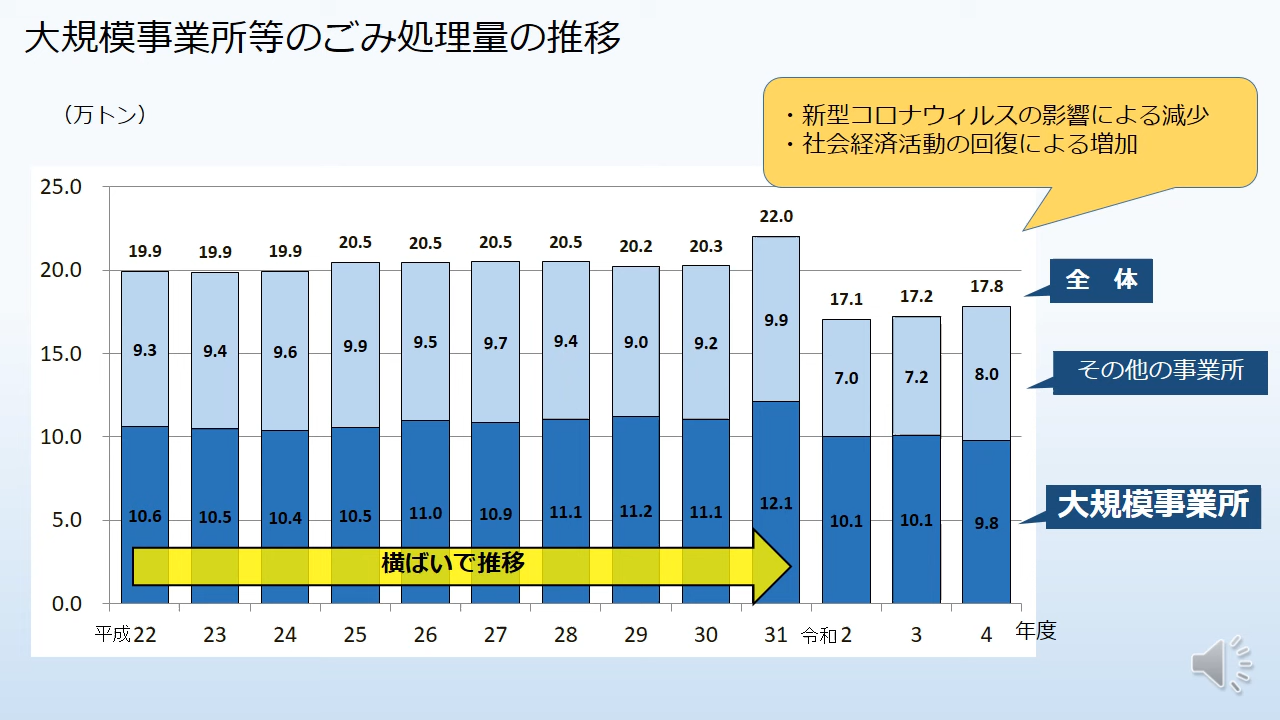 大規模事業所等のごみ処理量の推移
（万トン）
・新型コロナウィルスの影響による減少
・社会経済活動の回復による増加
25.0
20.0
15.0
10.0
5.0
0.0
19.9 19.9 19.9 20.5 20.5 20.5 20.5 20.2 20.3 22.0 17.1 17.2 17.8
9.3 9.4 9.6 9.9 9.5 9.7 9.4 9.0 9.2 9.9 7.0 7.2 8.0
10.6 10.5 10.4 10.5 11.0 10.9 11.1 11.2 11.1 12.1 10.1 10.1 9.8
全　体
その他の事業所
大規模事業所
横ばいで推移
平成22 23 24 25 26 27 28 29 30 31 令和2 3 4 年度